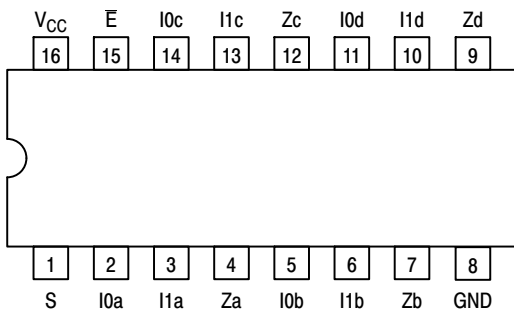 V_CC E̅ I0c I1c Zc I0d I1d Zd
16 15 14 13 12 11 10 9
1 2 3 4 5 6 7 8
S I0a I1a Za I0b I1b Zb GND